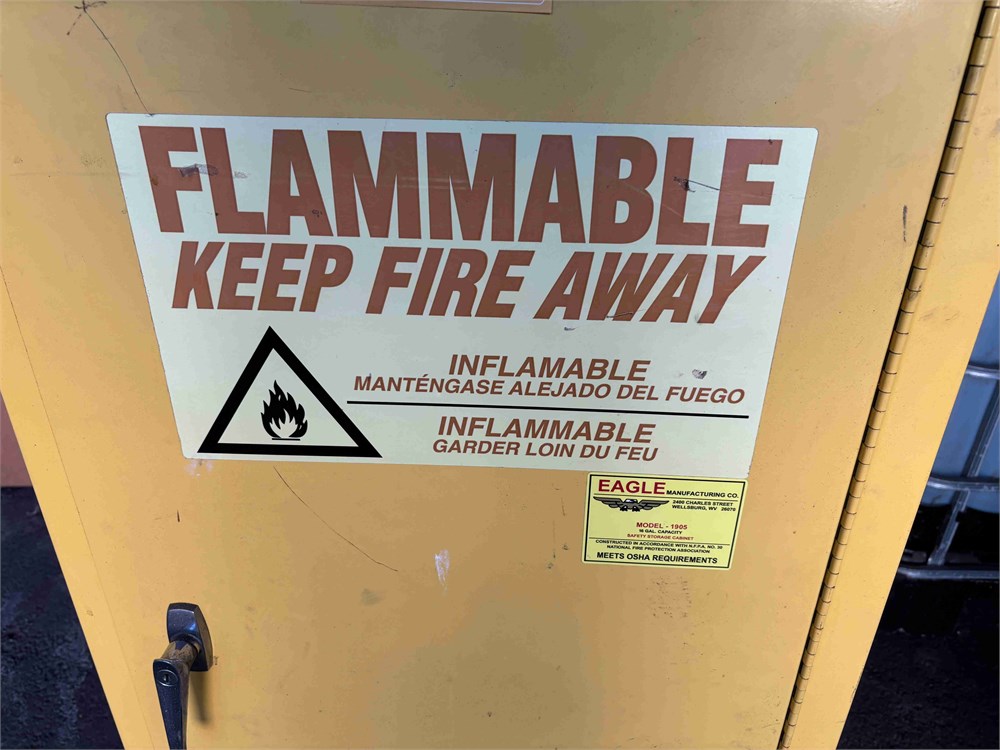 FLAMMABLE
KEEP FIRE AWAY
INFLAMABLE
MANTÉNGASE ALEJADO DEL FUEGO
INFLAMMABLE
GARDER LOIN DU FEU
EAGLE MANUFACTURING CO.
2400 CHARLES STREET
WELLSBURG, WV 26070
MODEL - 1905
16 GAL. CAPACITY
SAFETY STORAGE CABINET
CONSTRUCTED IN ACCORDANCE WITH N.F.P.A. NO. 30
NATIONAL FIRE PROTECTION ASSOCIATION
MEETS OSHA REQUIREMENTS